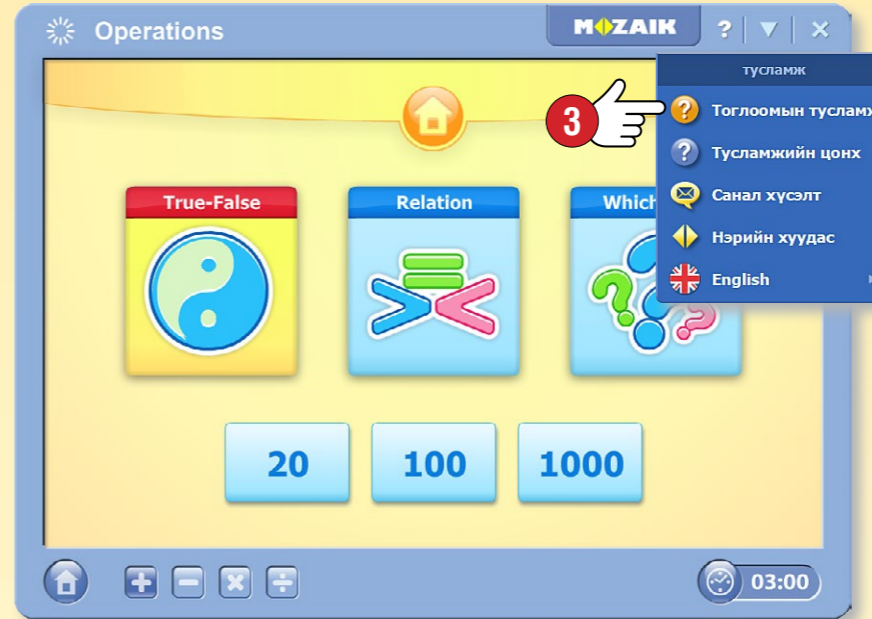 Operations
MOZAIK
?
тусламж
3
? Тоглоомын тусламж
? Тусламжийн цонх
Санал хүсэлт
Нэрийн хуудас
English
True-False
Relation
Which
20
100
1000
03:00